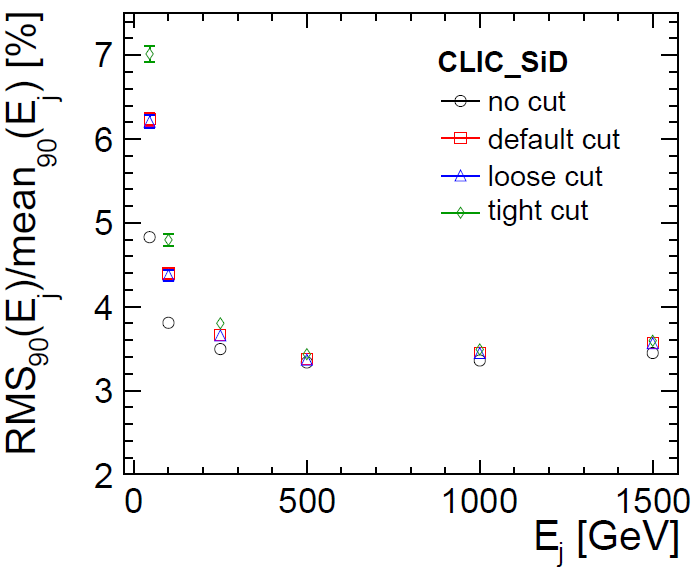 RMS90(Ej)/mean90(Ej) [%]
7
6
5
4
3
2
CLIC_SiD
no cut
default cut
loose cut
tight cut
0 500 1000 1500
Ej [GeV]